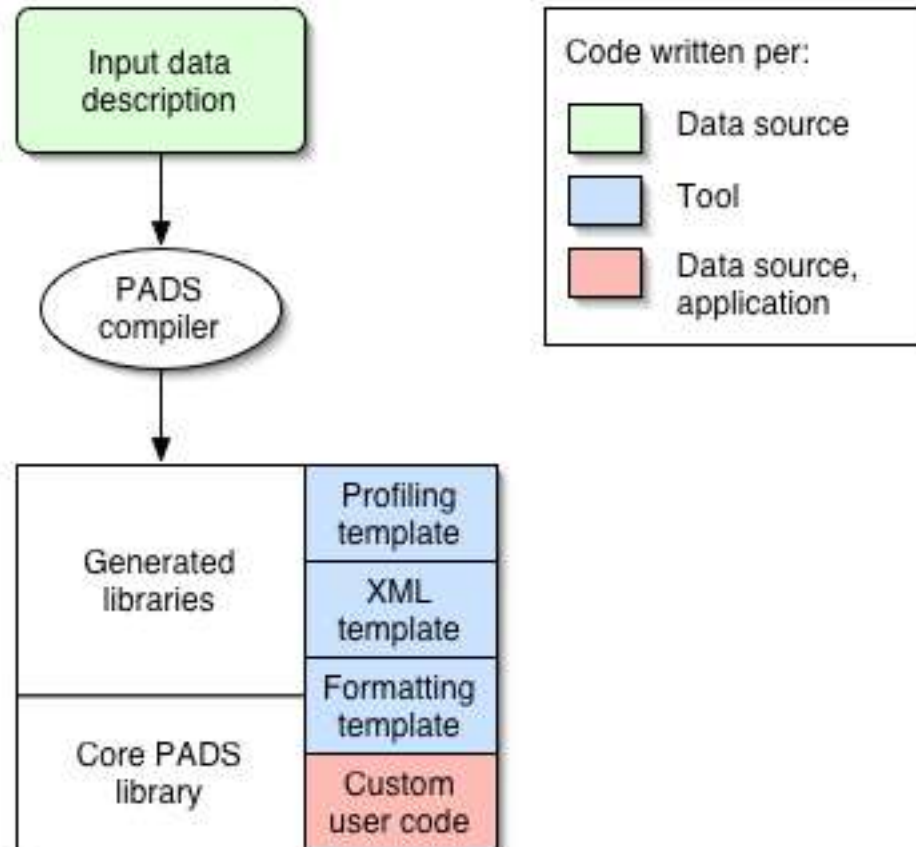 Input data
description
PADS
compiler
Generated
libraries
Core PADS
library
Profiling
template
XML
template
Formatting
template
Custom
user code
Code written per:
Data source
Tool
Data source,
application